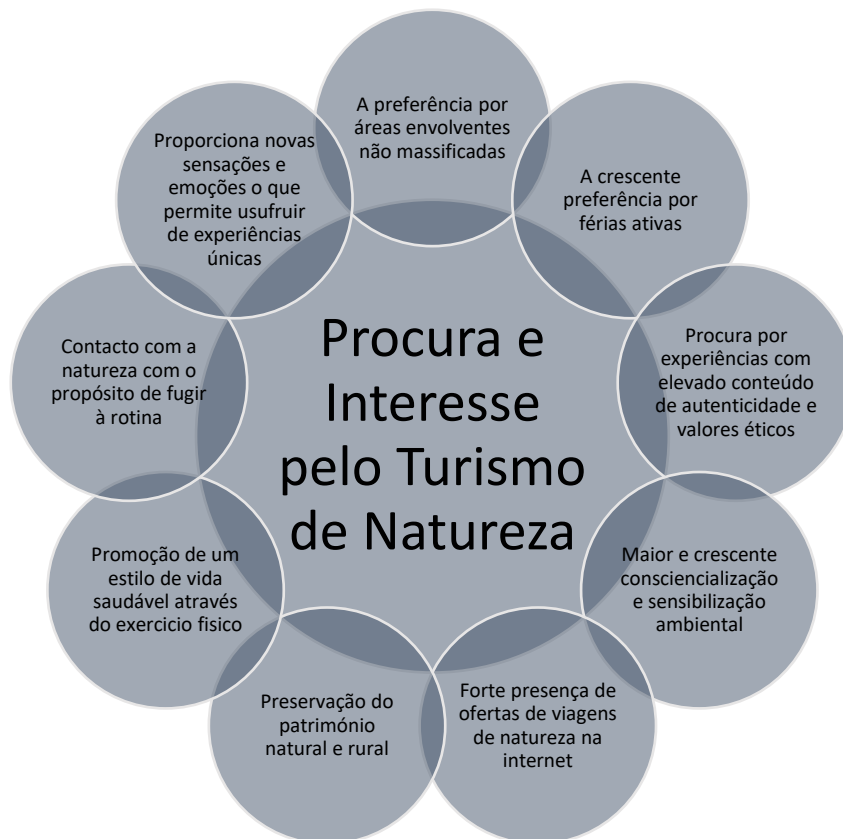 A preferência por
áreas envolventes
não massificadas
A crescente
preferência por
férias ativas
Procura por
experiências com
elevado conteúdo
de autenticidade e
valores éticos
Maior e crescente
consciencialização
e sensibilização
ambiental
Forte presença de
ofertas de viagens
de natureza na
internet
Preservação do
património
natural e rural
Promoção de um
estilo de vida
saudável através
do exercicio fisico
Contacto com a
natureza com o
propósito de fugir
à rotina
Proporciona novas
sensações e
emoções o que
permite usufruir
de experiências
únicas
Procura e
Interesse
pelo Turismo
de Natureza